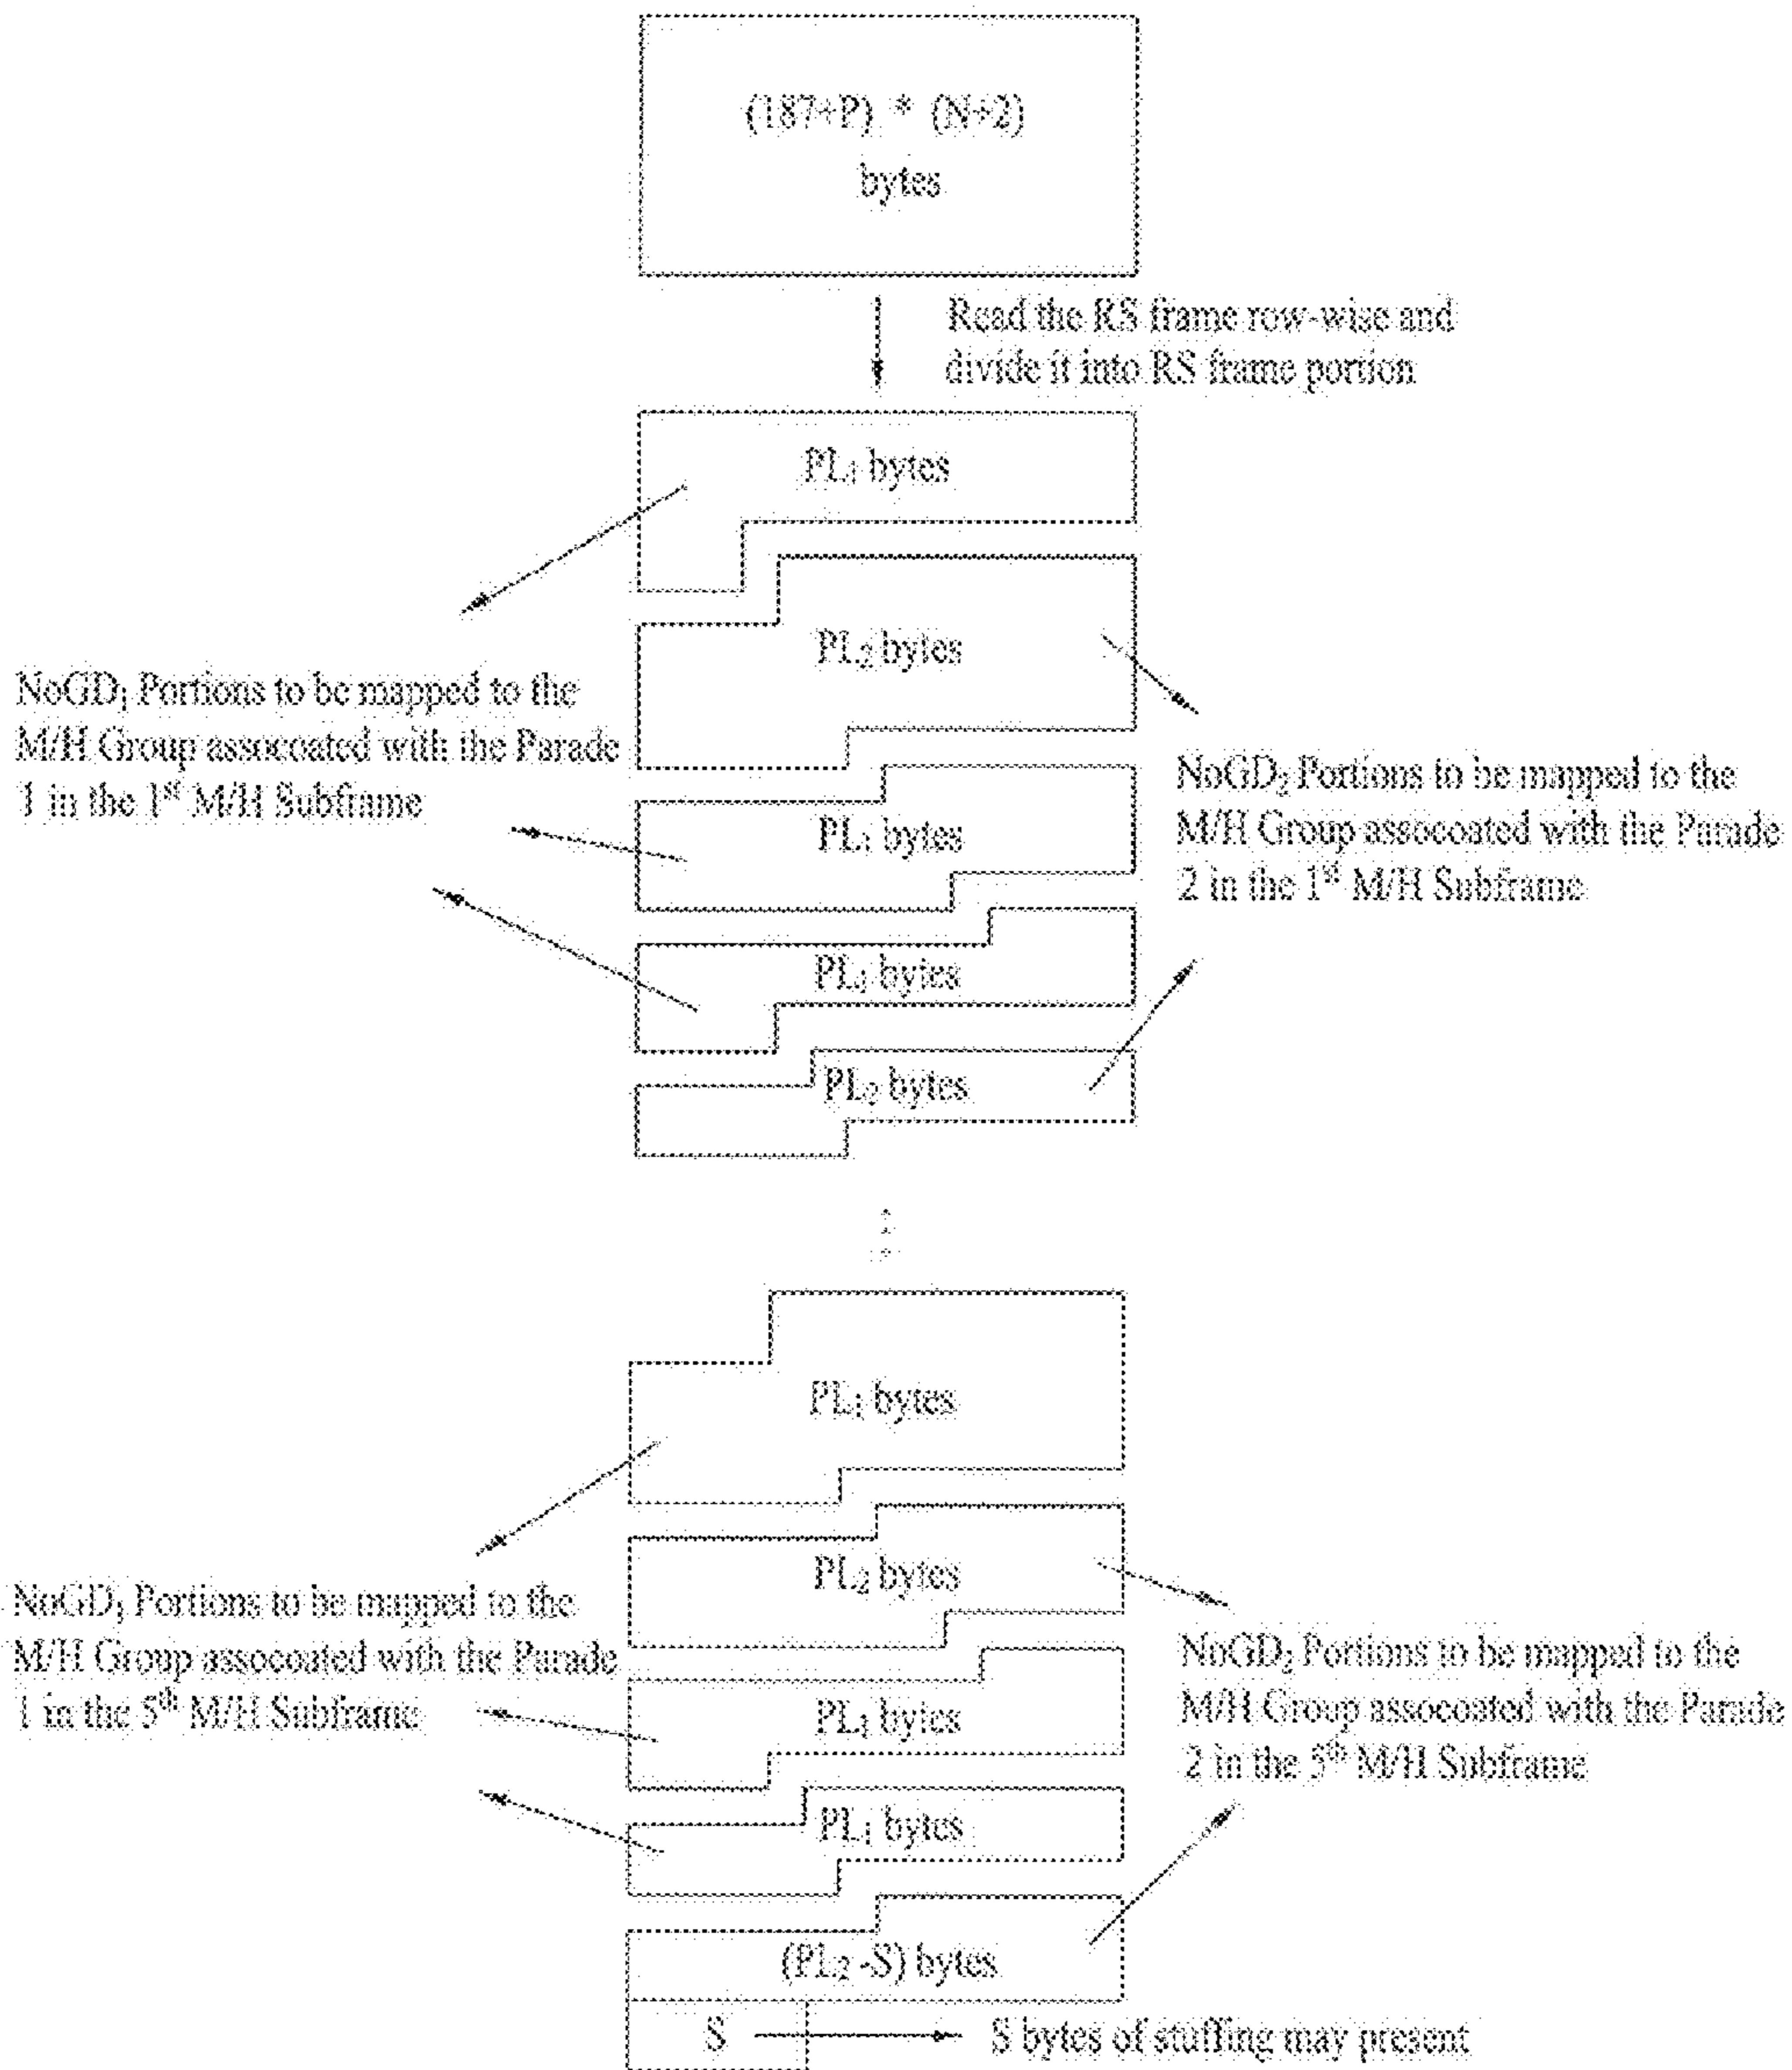 (187+P) * (N+2)
bytes
Read the RS frame row-wise and
divide it into RS frame portion
PL₁ bytes
PL₂ bytes
NoGD₁ Portions to be mapped to the
M/H Group assocoated with the Parade
1 in the 1ˢᵗ M/H Subframe
PL₁ bytes
NoGD₂ Portions to be mapped to the
M/H Group assocoated with the Parade
2 in the 1ˢᵗ M/H Subframe
PL₁ bytes
PL₂ bytes
PL₁ bytes
PL₂ bytes
NoGD₁ Portions to be mapped to the
M/H Group assocoated with the Parade
1 in the 5ᵗʰ M/H Subframe
PL₁ bytes
NoGD₂ Portions to be mapped to the
M/H Group assocoated with the Parade
2 in the 5ᵗʰ M/H Subframe
PL₁ bytes
(PL₂ -S) bytes
S
S bytes of stuffing may present